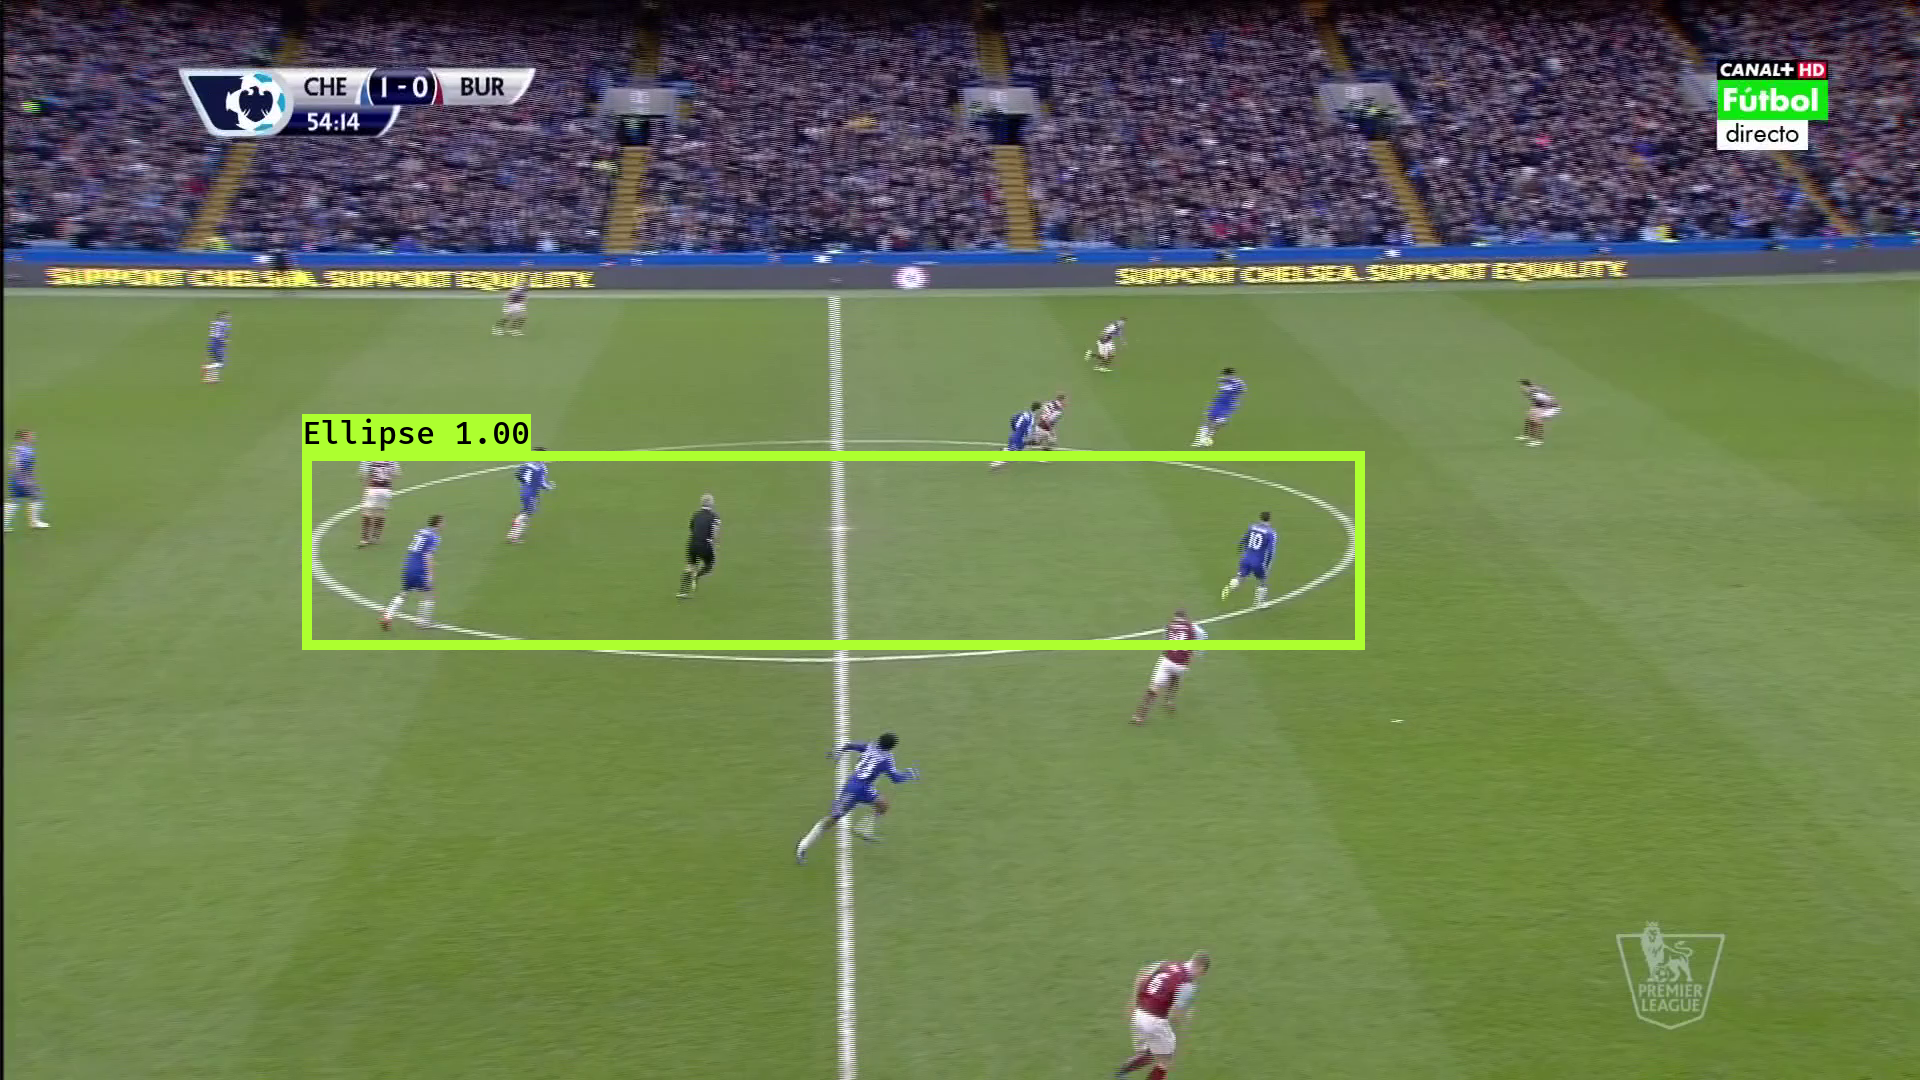 CHE 1-0 BUR
54:14
CANAL+ HD
Fútbol
directo
SUPPORT CHELSEA. SUPPORT EQUALITY.
SUPPORT CHELSEA. SUPPORT EQUALITY.
Ellipse 1.00
10
PREMIER
LEAGUE